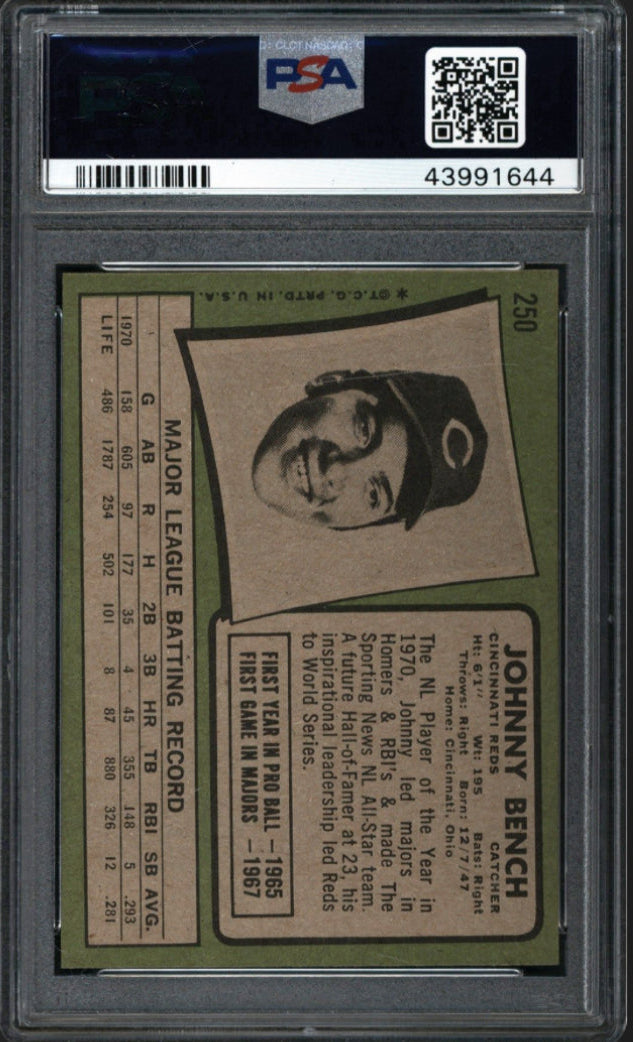 PSA
43991644
250
*©T.C.G. PRTD. IN U.S.A.
C
JOHNNY BENCH
CINCINNATI REDS CATCHER
Ht: 6'1" Wt: 195 Bats: Right
Throws: Right Born: 12/7/47
Home: Cincinnati, Ohio
The NL Player of the Year in
1970, Johnny led majors in
Homers & RBI's & made The
Sporting News NL All-Star team.
A future Hall-of-Famer at 23, his
inspirational leadership led Reds
to World Series.
FIRST YEAR IN PRO BALL — 1965
FIRST GAME IN MAJORS — 1967
MAJOR LEAGUE BATTING RECORD
G AB R H 2B 3B HR TB RBI SB AVG.
1970 158 605 97 177 35 4 45 355 148 5 .293
LIFE 486 1787 254 502 101 8 87 880 326 12 .281